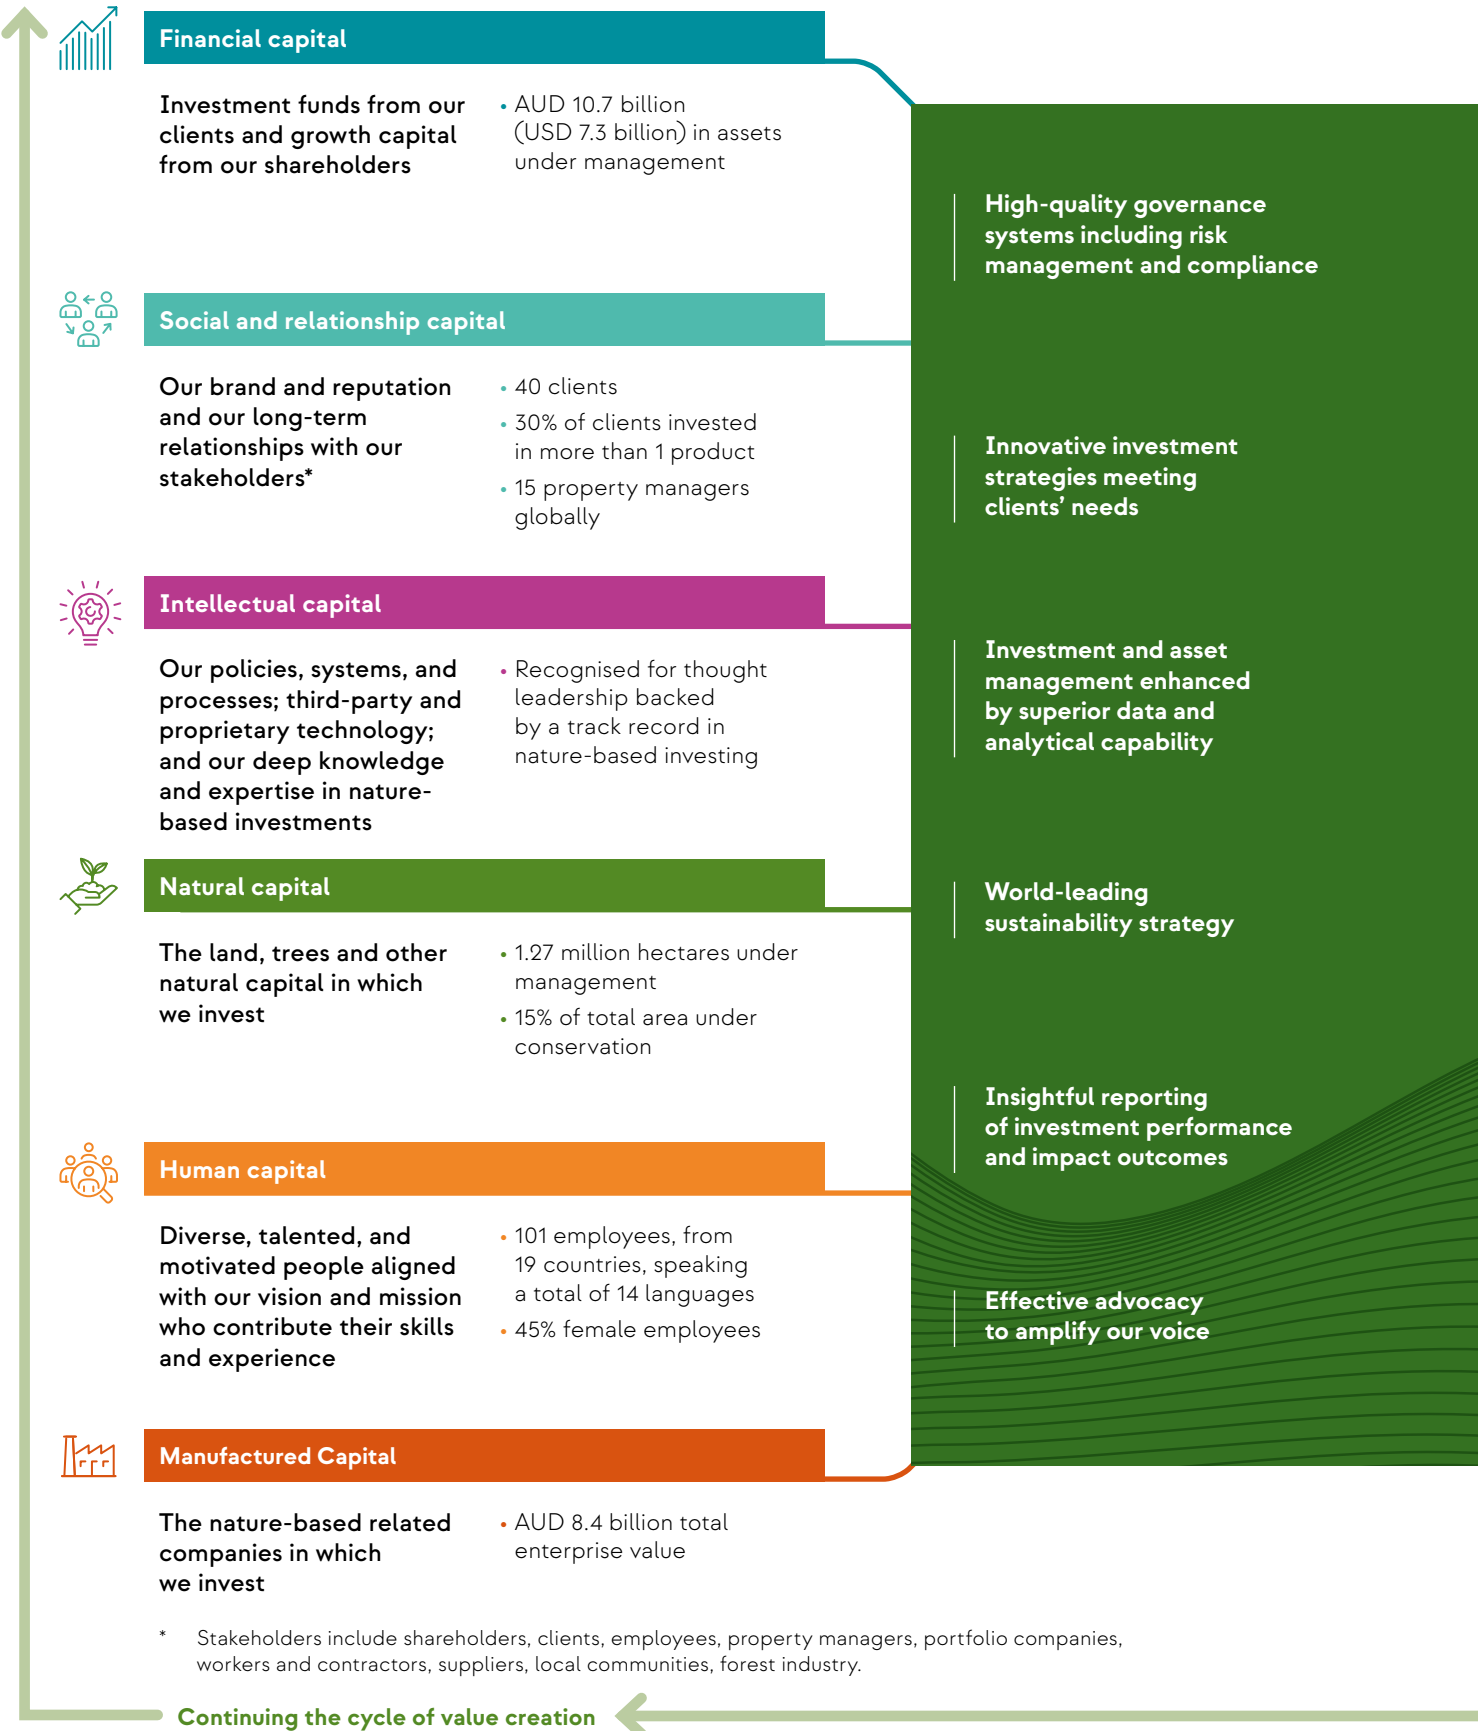 Financial capital
Investment funds from our
clients and growth capital
from our shareholders
• AUD 10.7 billion
(USD 7.3 billion) in assets
under management
Social and relationship capital
Our brand and reputation
and our long-term
relationships with our
stakeholders*
• 40 clients
• 30% of clients invested
in more than 1 product
• 15 property managers
globally
Intellectual capital
Our policies, systems, and
processes; third-party and
proprietary technology;
and our deep knowledge
and expertise in nature-
based investments
• Recognised for thought
leadership backed
by a track record in
nature-based investing
Natural capital
The land, trees and other
natural capital in which
we invest
• 1.27 million hectares under
management
• 15% of total area under
conservation
Human capital
Diverse, talented, and
motivated people aligned
with our vision and mission
who contribute their skills
and experience
• 101 employees, from
19 countries, speaking
a total of 14 languages
• 45% female employees
Manufactured Capital
The nature-based related
companies in which
we invest
• AUD 8.4 billion total
enterprise value
High-quality governance
systems including risk
management and compliance
Innovative investment
strategies meeting
clients’ needs
Investment and asset
management enhanced
by superior data and
analytical capability
World-leading
sustainability strategy
Insightful reporting
of investment performance
and impact outcomes
Effective advocacy
to amplify our voice
* Stakeholders include shareholders, clients, employees, property managers, portfolio companies,
workers and contractors, suppliers, local communities, forest industry.
Continuing the cycle of value creation